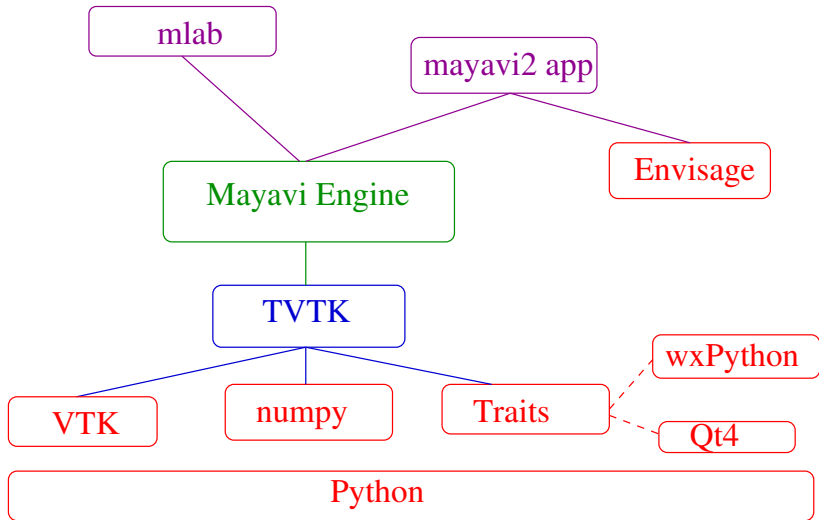 mlab
mayavi2 app
Envisage
Mayavi Engine
TVTK
wxPython
VTK
numpy
Traits
Qt4
Python